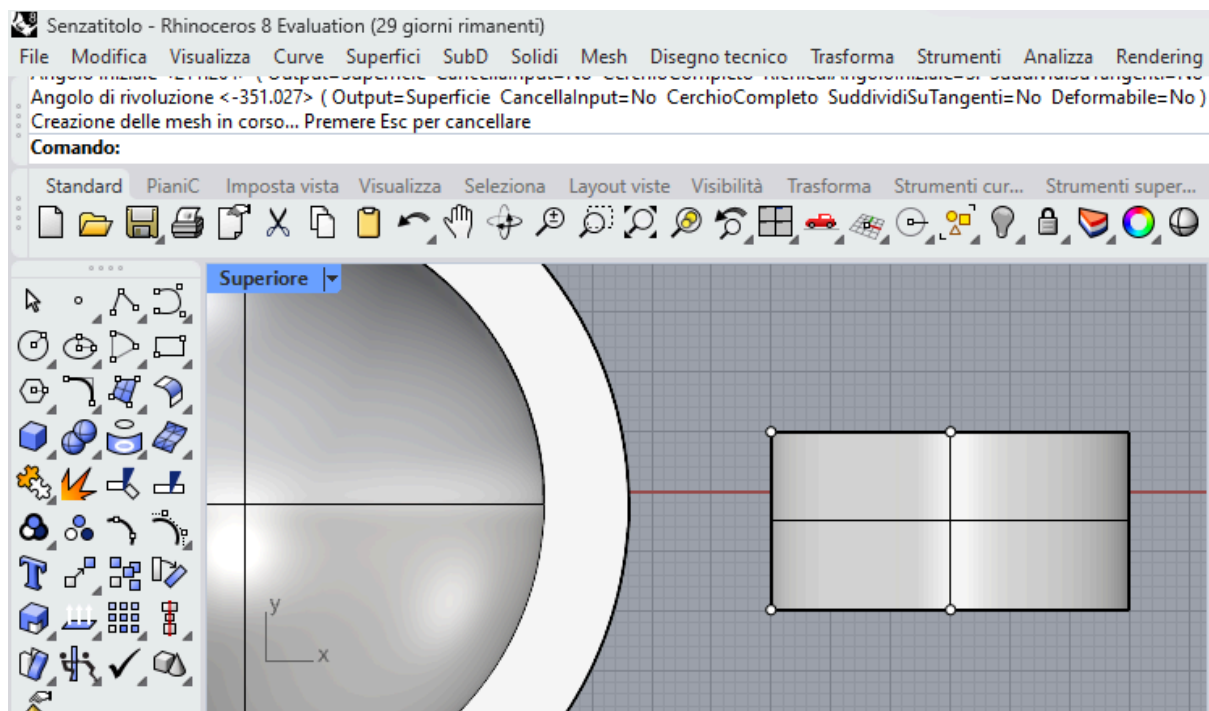 Senzatitolo - Rhinoceros 8 Evaluation (29 giorni rimanenti)
File Modifica Visualizza Curve Superfici SubD Solidi Mesh Disegno tecnico Trasforma Strumenti Analizza Rendering
Angolo di rivoluzione <-351.027> ( Output=Superficie CancellaInput=No CerchioCompleto SuddividiSuTangenti=No Deformabile=No )
Creazione delle mesh in corso... Premere Esc per cancellare
Comando:
Standard PianiC Imposta vista Visualizza Seleziona Layout viste Visibilità Trasforma Strumenti cur... Strumenti super...
Superiore
y
x